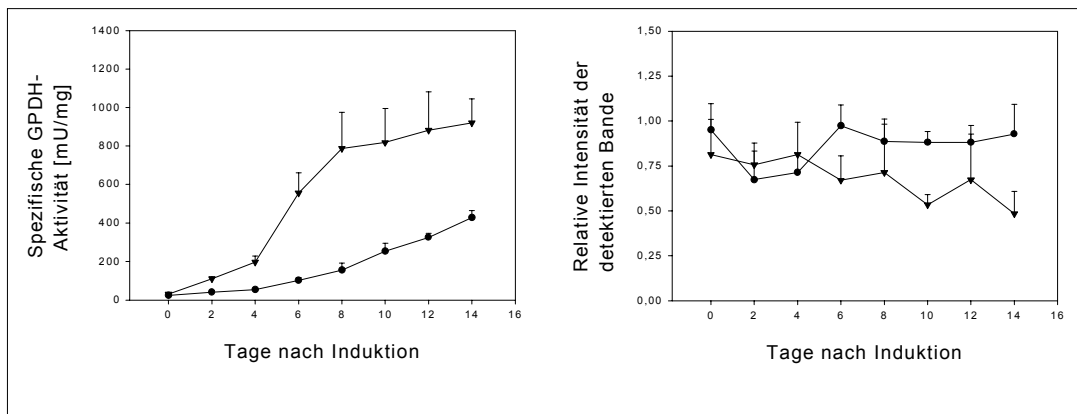 Spezifische GPDH-
Aktivität [mU/mg]
1400
1200
1000
800
600
400
200
0
0 2 4 6 8 10 12 14 16
Tage nach Induktion
Relative Intensität der
detektierten Bande
1,50
1,25
1,00
0,75
0,50
0,25
0,00
0 2 4 6 8 10 12 14 16
Tage nach Induktion